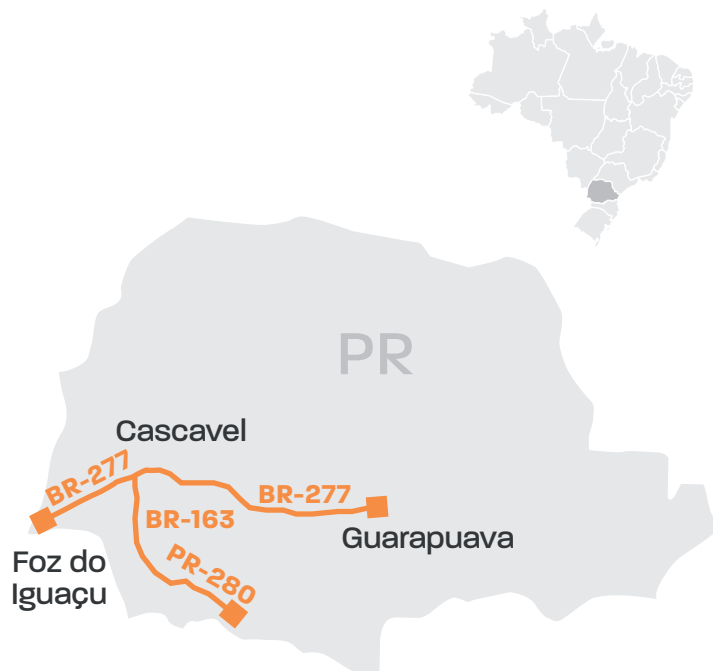 PR
Cascavel
BR-277
BR-277
BR-163
Guarapuava
PR-280
Foz do
Iguaçu